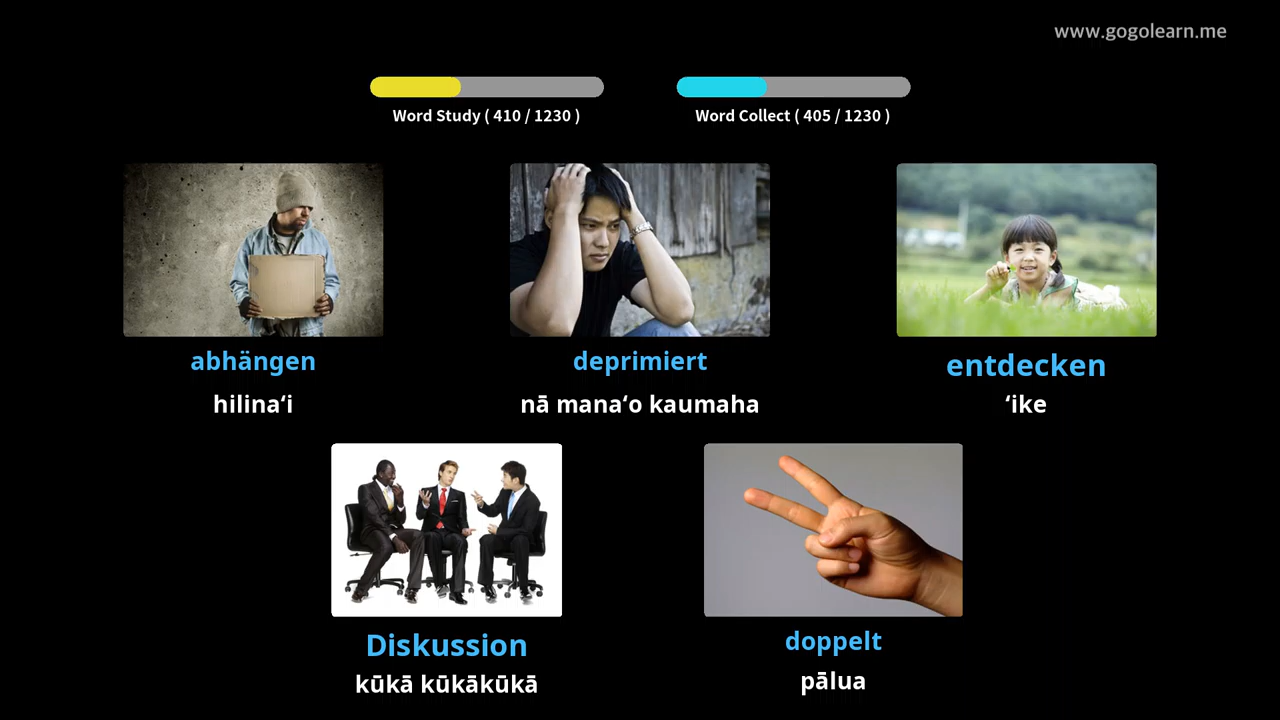 www.gogolearn.me
Word Study ( 410 / 1230 )
Word Collect ( 405 / 1230 )
abhängen
deprimiert
entdecken
hilinaʻi
nā manaʻo kaumaha
ʻike
Diskussion
doppelt
kūkā kūkākūkā
pālua